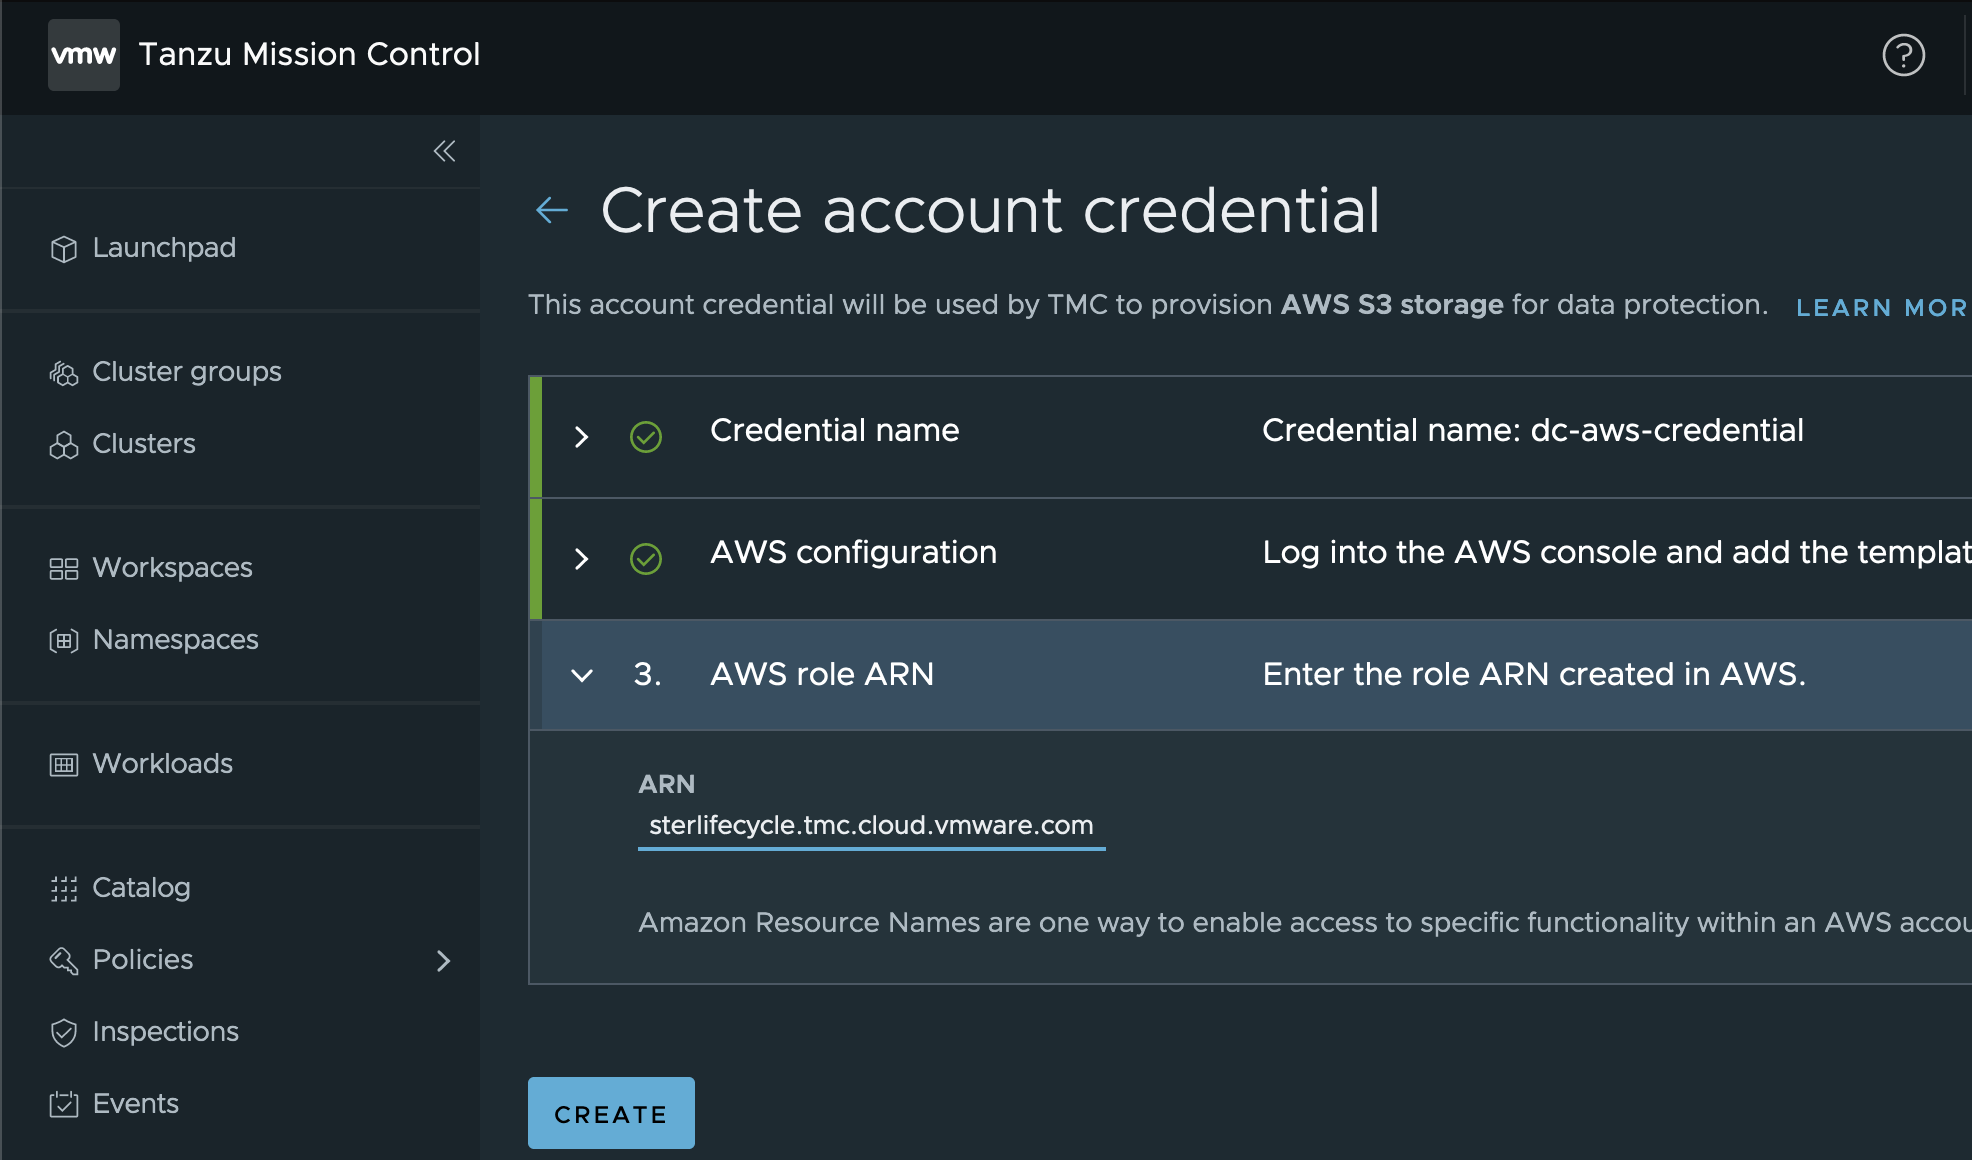 vmw Tanzu Mission Control
Launchpad
Cluster groups
Clusters
Workspaces
Namespaces
Workloads
Catalog
Policies
Inspections
Events
Create account credential
This account credential will be used by TMC to provision AWS S3 storage for data protection. LEARN MOR
Credential name Credential name: dc-aws-credential
AWS configuration Log into the AWS console and add the templat
3. AWS role ARN Enter the role ARN created in AWS.
ARN
sterlifecycle.tmc.cloud.vmware.com
Amazon Resource Names are one way to enable access to specific functionality within an AWS accou
CREATE